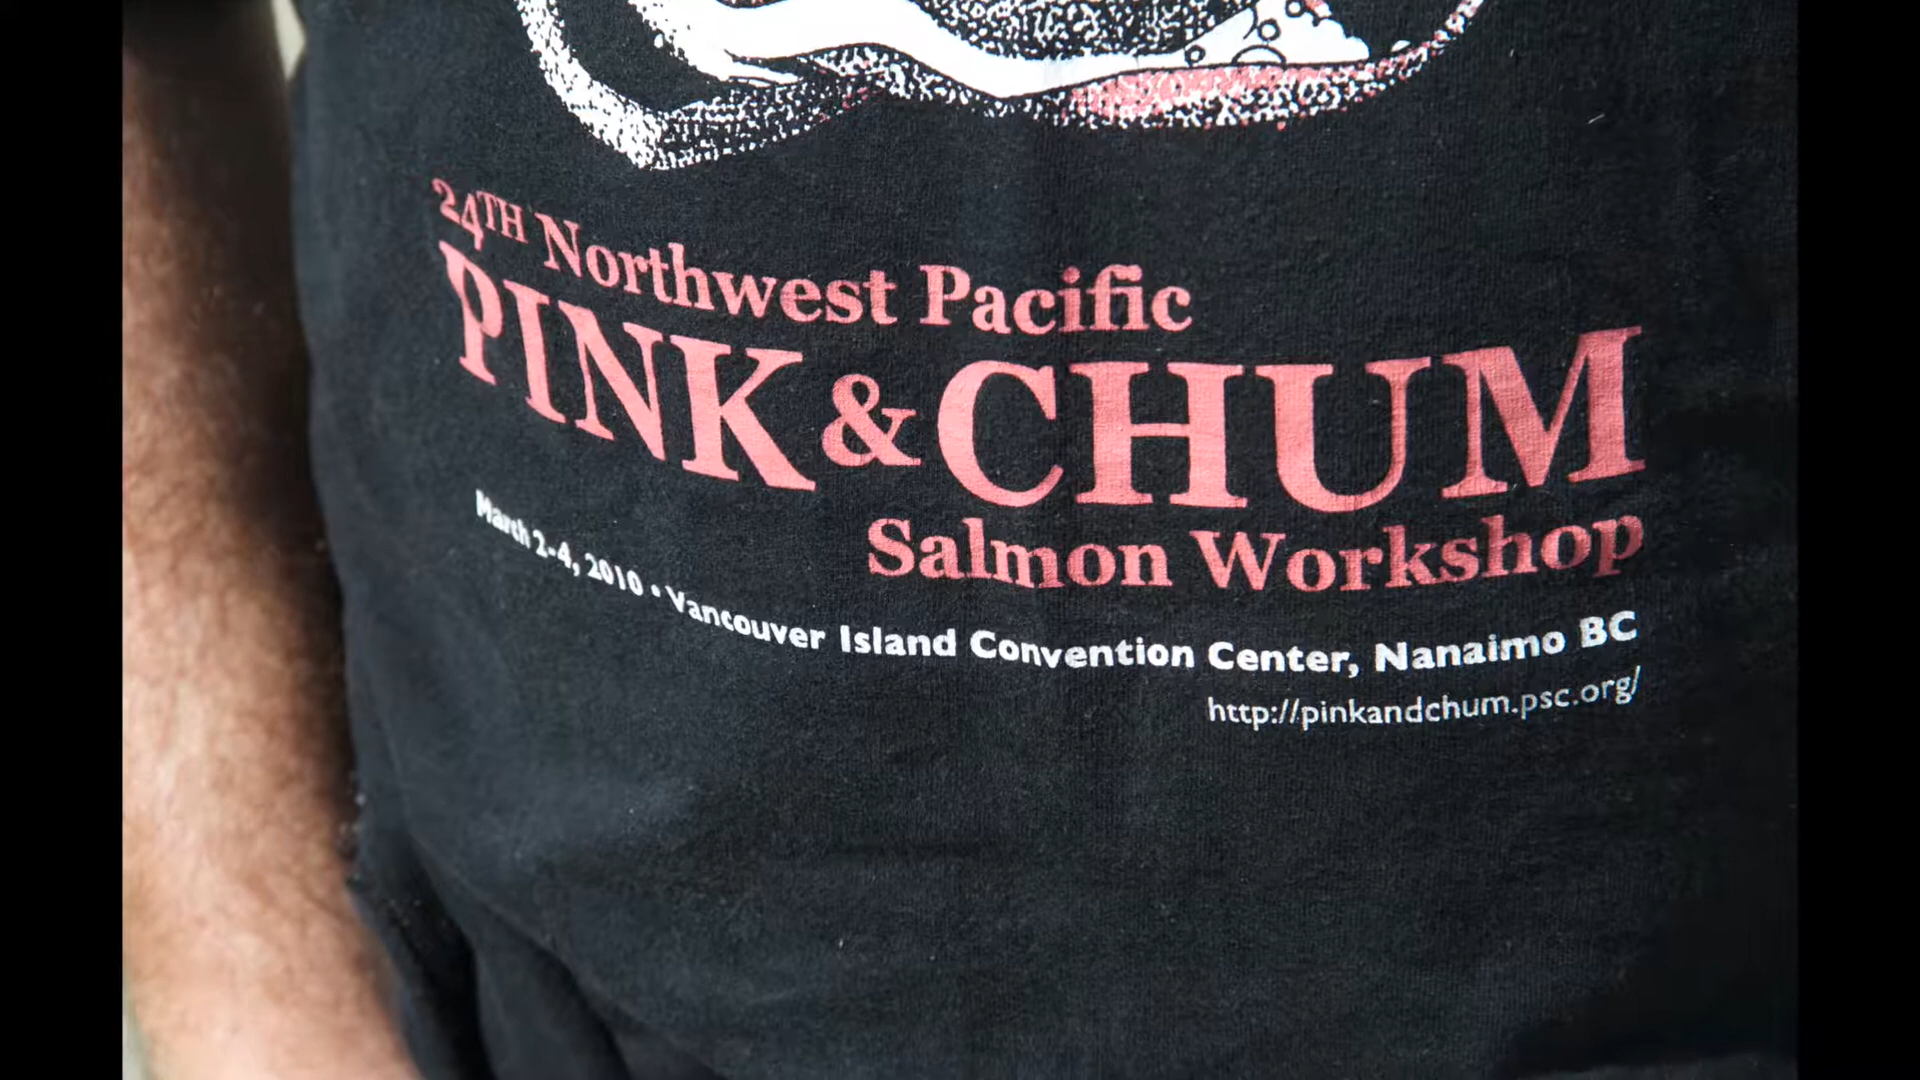 24TH Northwest Pacific
PINK & CHUM
Salmon Workshop
March 2-4, 2010 • Vancouver Island Convention Center, Nanaimo BC
http://pinkandchum.psc.org/